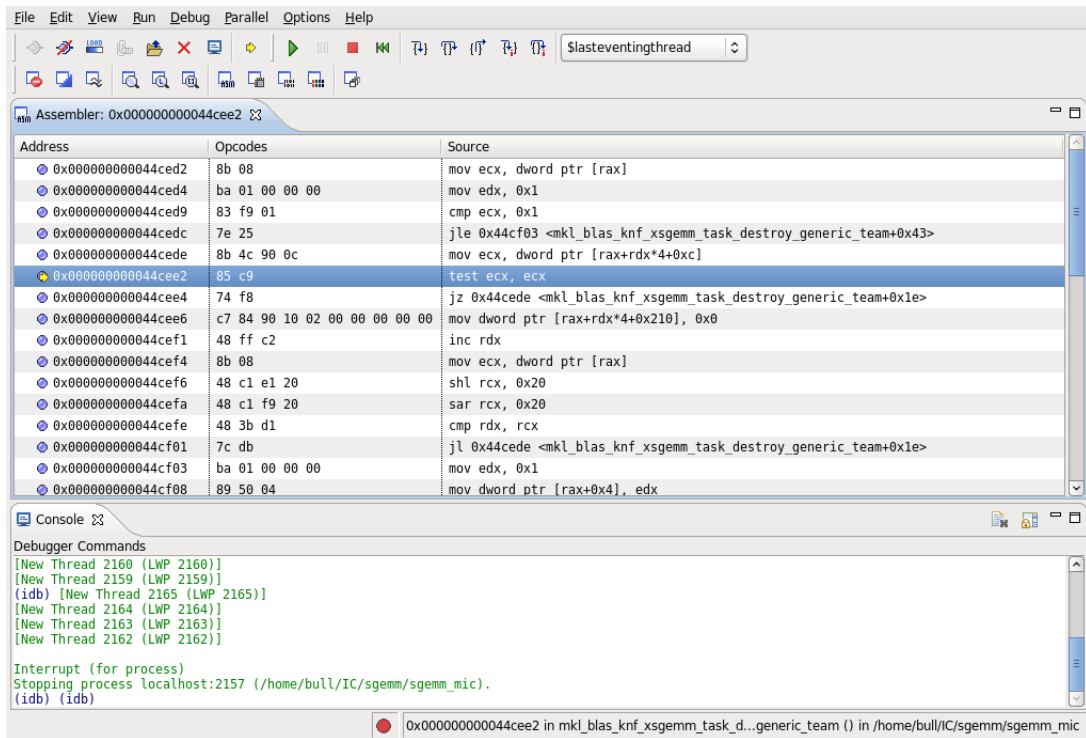 File Edit View Run Debug Parallel Options Help
$lasteventingthread
Assembler: 0x000000000044cee2
Address Opcodes Source
0x000000000044ced2 8b 08 mov ecx, dword ptr [rax]
0x000000000044ced4 ba 01 00 00 00 mov edx, 0x1
0x000000000044ced9 83 f9 01 cmp ecx, 0x1
0x000000000044cedc 7e 25 jle 0x44cf03 <mkl_blas_knf_xsgemm_task_destroy_generic_team+0x43>
0x000000000044cede 8b 4c 90 0c mov ecx, dword ptr [rax+rdx*4+0xc]
0x000000000044cee2 85 c9 test ecx, ecx
0x000000000044cee4 74 f8 jz 0x44cede <mkl_blas_knf_xsgemm_task_destroy_generic_team+0x1e>
0x000000000044cee6 c7 84 90 10 02 00 00 00 00 00 00 mov dword ptr [rax+rdx*4+0x210], 0x0
0x000000000044cef1 48 ff c2 inc rdx
0x000000000044cef4 8b 08 mov ecx, dword ptr [rax]
0x000000000044cef6 48 c1 e1 20 shl rcx, 0x20
0x000000000044cefa 48 c1 f9 20 sar rcx, 0x20
0x000000000044cefe 48 3b d1 cmp rdx, rcx
0x000000000044cf01 7c db jl 0x44cede <mkl_blas_knf_xsgemm_task_destroy_generic_team+0x1e>
0x000000000044cf03 ba 01 00 00 00 mov edx, 0x1
0x000000000044cf08 89 50 04 mov dword ptr [rax+0x4], edx
Console
Debugger Commands
[New Thread 2160 (LWP 2160)]
[New Thread 2159 (LWP 2159)]
(idb) [New Thread 2165 (LWP 2165)]
[New Thread 2164 (LWP 2164)]
[New Thread 2163 (LWP 2163)]
[New Thread 2162 (LWP 2162)]
Interrupt (for process)
Stopping process localhost:2157 (/home/bull/IC/sgemm/sgemm_mic).
(idb) (idb)
0x000000000044cee2 in mkl_blas_knf_xsgemm_task_d...generic_team () in /home/bull/IC/sgemm/sgemm_mic